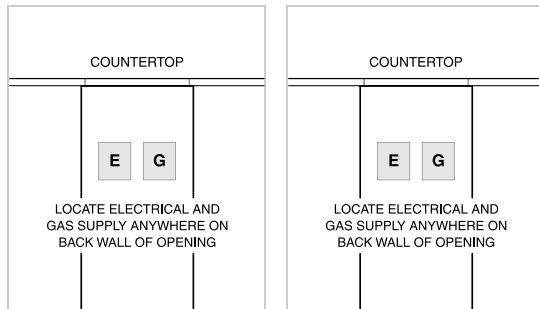 COUNTERTOP
E G
LOCATE ELECTRICAL AND
GAS SUPPLY ANYWHERE ON
BACK WALL OF OPENING
COUNTERTOP
E G
LOCATE ELECTRICAL AND
GAS SUPPLY ANYWHERE ON
BACK WALL OF OPENING